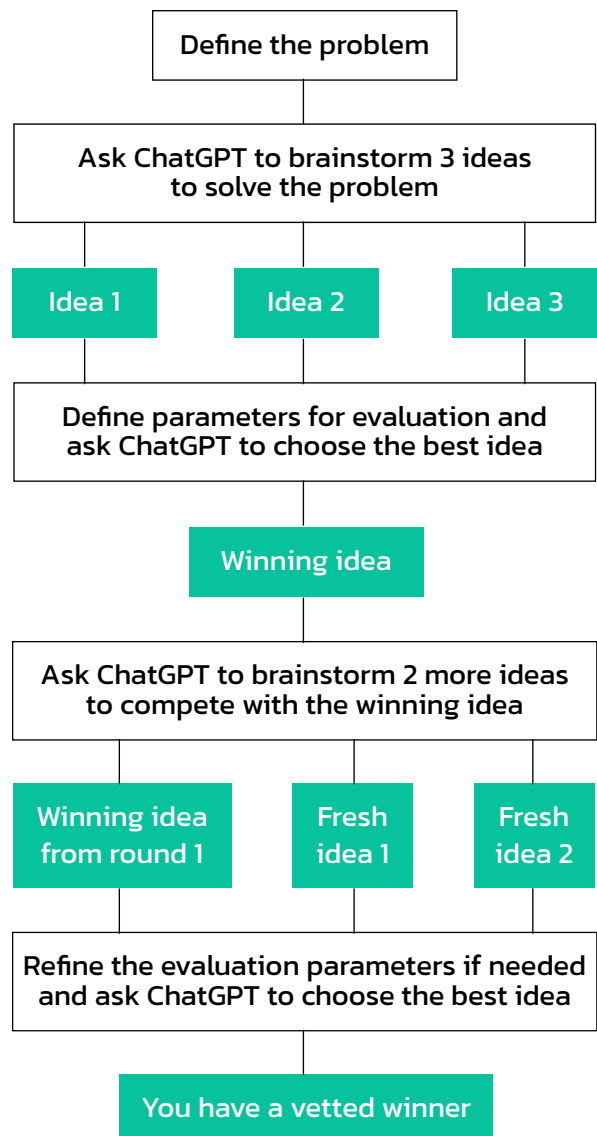 Define the problem
Ask ChatGPT to brainstorm 3 ideas
to solve the problem
Idea 1
Idea 2
Idea 3
Define parameters for evaluation and
ask ChatGPT to choose the best idea
Winning idea
Ask ChatGPT to brainstorm 2 more ideas
to compete with the winning idea
Winning idea
from round 1
Fresh
idea 1
Fresh
idea 2
Refine the evaluation parameters if needed
and ask ChatGPT to choose the best idea
You have a vetted winner